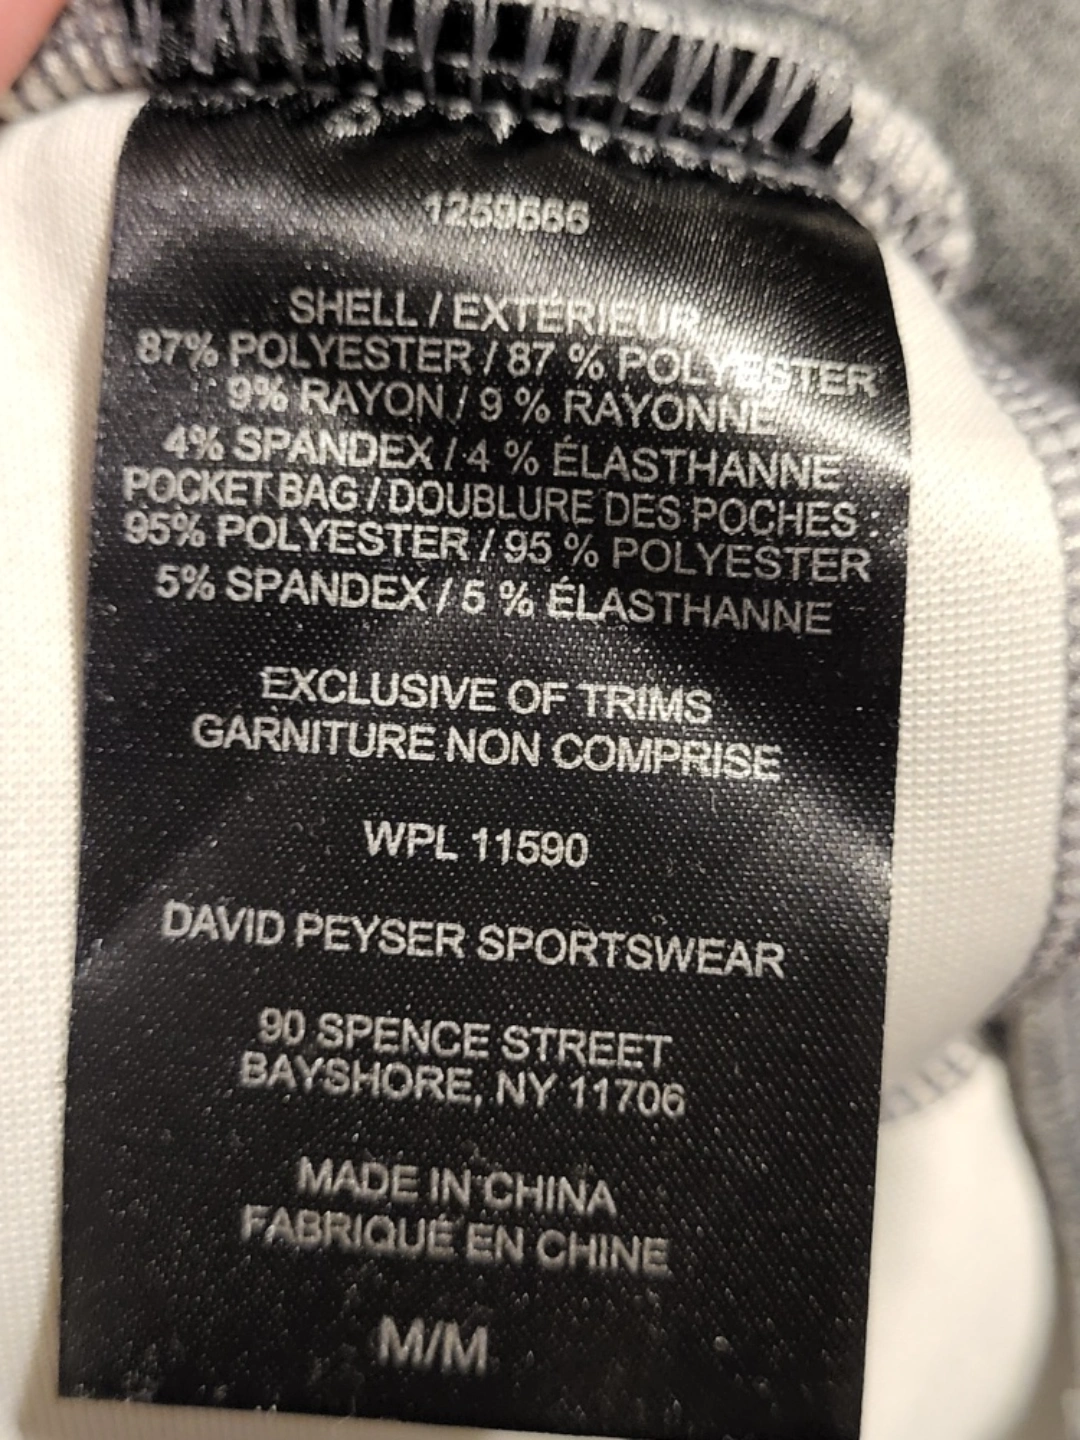 1259666
SHELL / EXTÉRIEUR
87% POLYESTER / 87 % POLYESTER
9% RAYON / 9 % RAYONNE
4% SPANDEX / 4 % ÉLASTHANNE
POCKET BAG / DOUBLURE DES POCHES :
95% POLYESTER / 95 % POLYESTER
5% SPANDEX / 5 % ÉLASTHANNE
EXCLUSIVE OF TRIMS
GARNITURE NON COMPRISE
WPL 11590
DAVID PEYSER SPORTSWEAR
90 SPENCE STREET
BAYSHORE, NY 11706
MADE IN CHINA
FABRIQUÉ EN CHINE
M/M